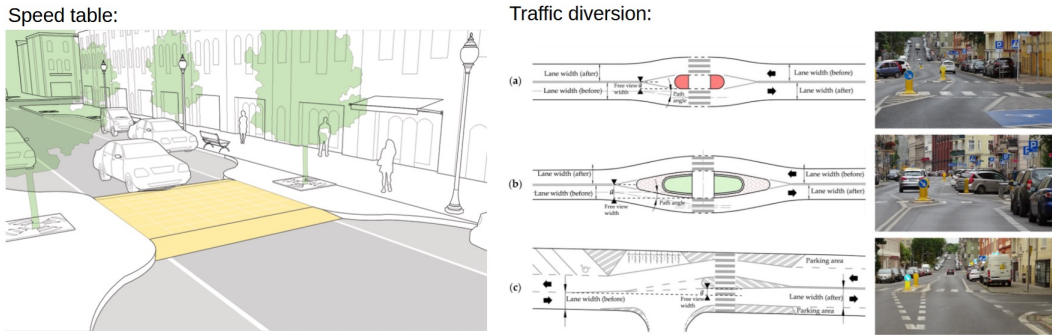 Speed table:
Traffic diversion:
(a)
Lane width (after)
Lane width (before)
Free view
width
Path
angle
Lane width (before)
Lane width (after)
(b)
Lane width (after)
Lane width (before)
d
Free view
width
Path angle
Lane width (before)
Lane width (after)
(c)
Parking area
Lane width (before)
d
Free view
width
Lane width (after)
Parking area
P
P